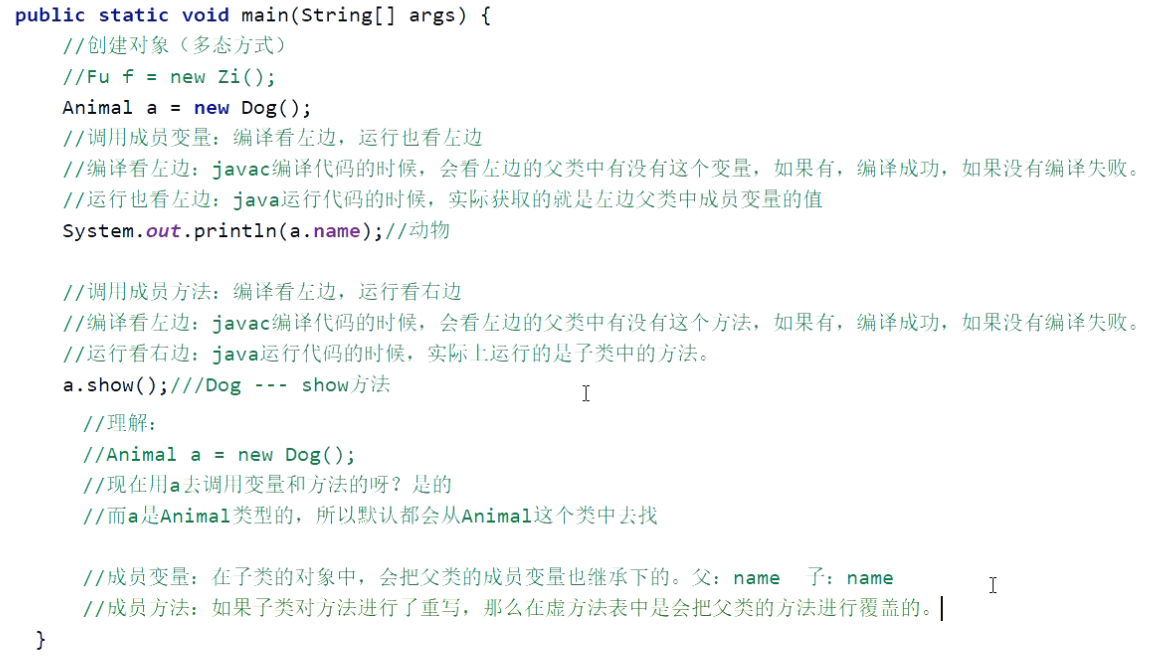 public static void main(String[] args) {
//创建对象（多态方式）
//Fu f = new Zi();
Animal a = new Dog();
//调用成员变量：编译看左边，运行也看左边
//编译看左边：javac编译代码的时候，会看左边的父类中有没有这个变量，如果有，编译成功，如果没有编译失败。
//运行也看左边：java运行代码的时候，实际获取的就是左边父类中成员变量的值
System.out.println(a.name);//动物
//调用成员方法：编译看左边，运行看右边
//编译看左边：javac编译代码的时候，会看左边的父类中有没有这个方法，如果有，编译成功，如果没有编译失败。
//运行看右边：java运行代码的时候，实际上运行的是子类中的方法。
a.show();///Dog --- show方法
//理解：
//Animal a = new Dog();
//现在用a去调用变量和方法的呀？是的
//而a是Animal类型的，所以默认都会从Animal这个类中去找
//成员变量：在子类的对象中，会把父类的成员变量也继承下的。父：name 子：name
//成员方法：如果子类对方法进行了重写，那么在虚方法表中是会把父类的方法进行覆盖的。
}